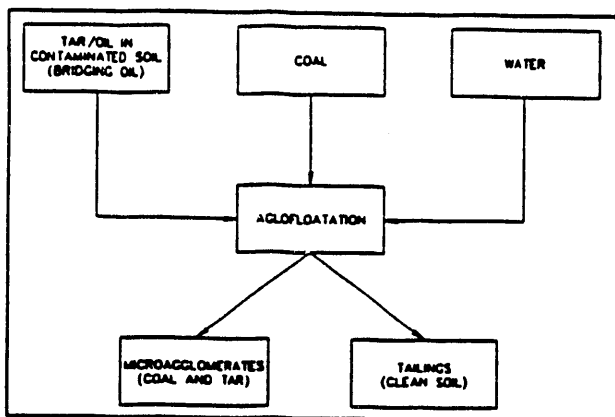 TAR/OIL IN
CONTAMINATED SOIL
(BRIDGING OIL)
COAL
WATER
AGLOFLOATATION
MICROAGGLOMERATES
(COAL AND TAR)
TAILINGS
(CLEAN SOIL)